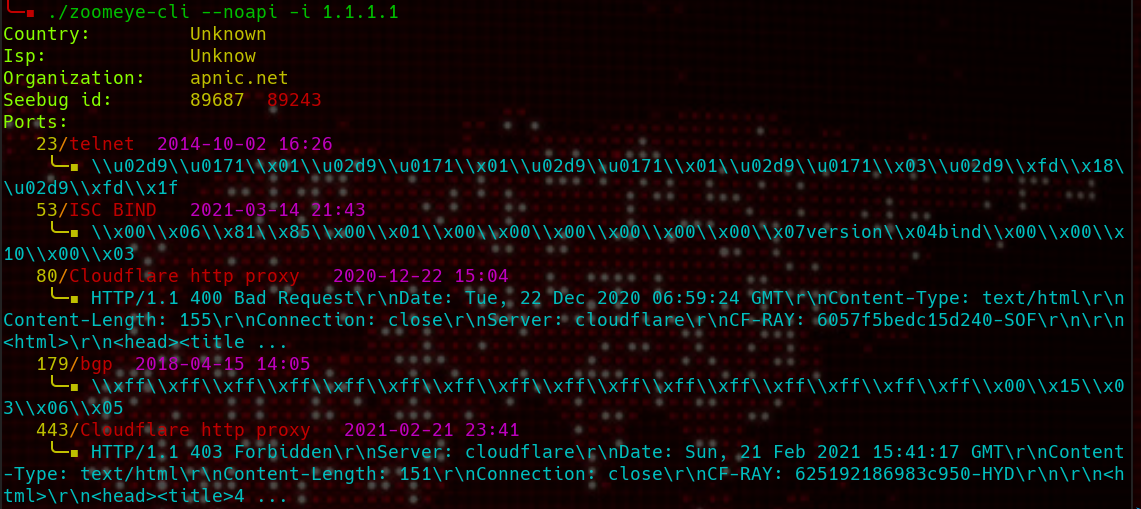 ./zoomeye-cli --noapi -i 1.1.1.1
Country: Unknown
Isp: Unknow
Organization: apnic.net
Seebug id: 89687 89243
Ports:
23/telnet 2014-10-02 16:26
\\u02d9\\u0171\\x01\\u02d9\\u0171\\x01\\u02d9\\u0171\\x01\\u02d9\\u0171\\x03\\u02d9\\xfd\\x18\
\u02d9\\xfd\\x1f
53/ISC BIND 2021-03-14 21:43
\\x00\\x06\\x81\\x85\\x00\\x01\\x00\\x00\\x00\\x00\\x00\\x00\\x07version\\x04bind\\x00\\x00\\x
10\\x00\\x03
80/Cloudflare http proxy 2020-12-22 15:04
HTTP/1.1 400 Bad Request\r\nDate: Tue, 22 Dec 2020 06:59:24 GMT\r\nContent-Type: text/html\r\n
Content-Length: 155\r\nConnection: close\r\nServer: cloudflare\r\nCF-RAY: 6057f5bedc15d240-SOF\r\n\r\n
<html>\r\n<head><title ...
179/bgp 2018-04-15 14:05
\\xff\\xff\\xff\\xff\\xff\\xff\\xff\\xff\\xff\\xff\\xff\\xff\\xff\\xff\\xff\\xff\\x00\\x15\\x0
3\\x06\\x05
443/Cloudflare http proxy 2021-02-21 23:41
HTTP/1.1 403 Forbidden\r\nServer: cloudflare\r\nDate: Sun, 21 Feb 2021 15:41:17 GMT\r\nContent
-Type: text/html\r\nContent-Length: 151\r\nConnection: close\r\nCF-RAY: 625192186983c950-HYD\r\n\r\n<h
tml>\r\n<head><title>4 ...